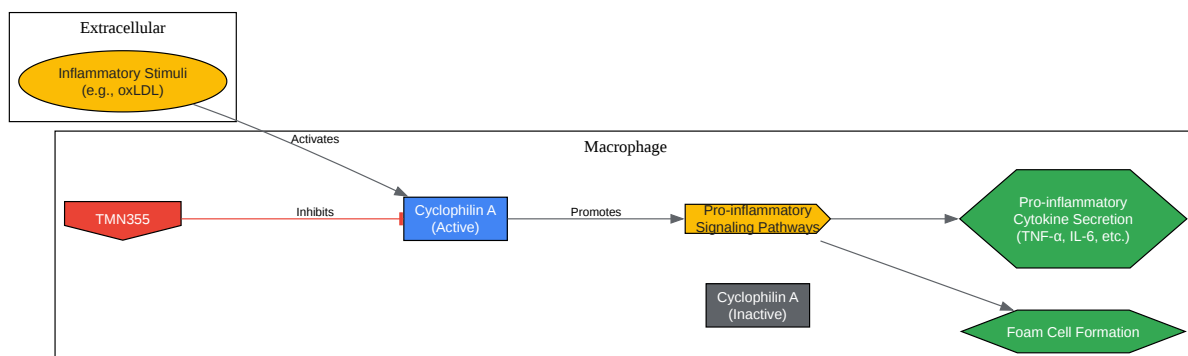 Extracellular
Inflammatory Stimuli
(e.g., oxLDL)
Activates
Macrophage
TMN355
Inhibits
Cyclophilin A
(Active)
Promotes
Pro-inflammatory
Signaling Pathways
Pro-inflammatory
Cytokine Secretion
(TNF-α, IL-6, etc.)
Cyclophilin A
(Inactive)
Foam Cell Formation